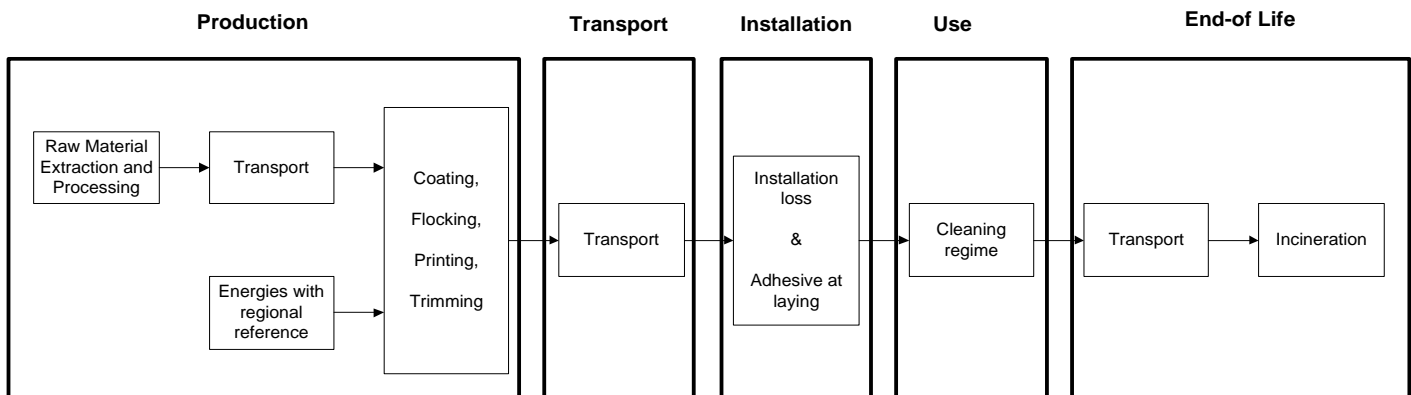 Production
Transport
Installation
Use
End-of Life
Raw Material
Extraction and
Processing
Transport
Energies with
regional
reference
Coating,
Flocking,
Printing,
Trimming
Transport
Installation
loss
&
Adhesive at
laying
Cleaning
regime
Transport
Incineration